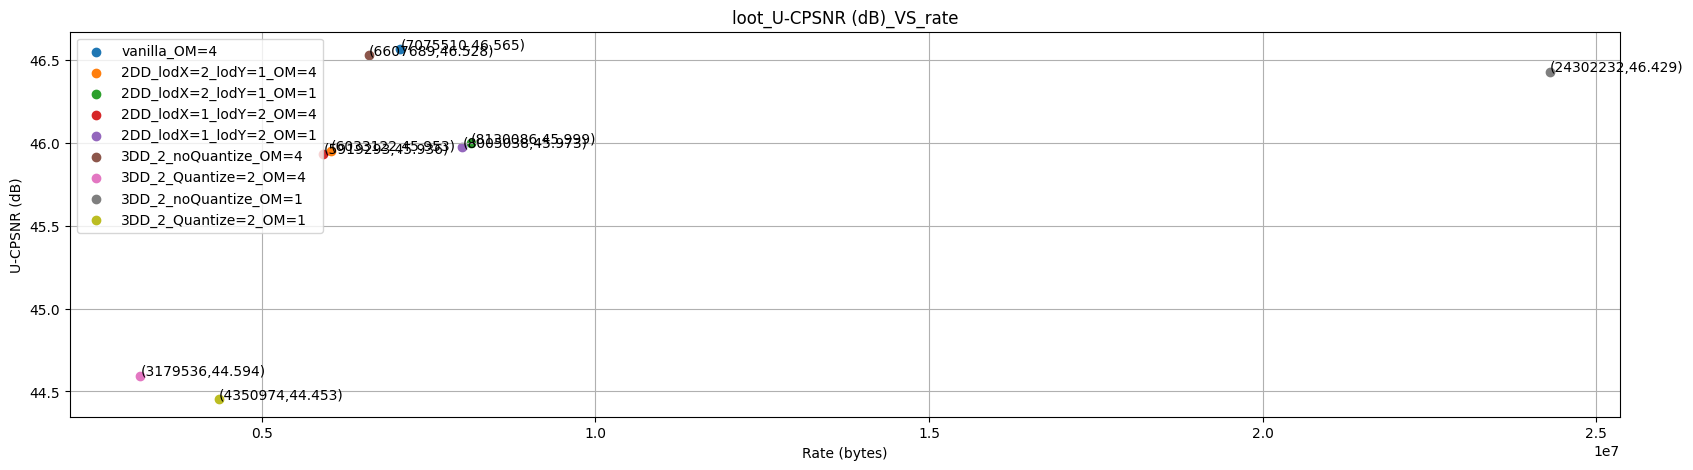 loot_U-CPSNR (dB)_VS_rate
vanilla_OM=4
2DD_lodX=2_lodY=1_OM=4
2DD_lodX=2_lodY=1_OM=1
2DD_lodX=1_lodY=2_OM=4
2DD_lodX=1_lodY=2_OM=1
3DD_2_noQuantize_OM=4
3DD_2_Quantize=2_OM=4
3DD_2_noQuantize_OM=1
3DD_2_Quantize=2_OM=1
(7075510,46.565)
(6607689,46.528)
(24302232,46.429)
(8130086,45.999)
(6033122,45.953)
(5919293,45.936)
(3179536,44.594)
(4350974,44.453)
46.5
46.0
45.5
45.0
44.5
U-CPSNR (dB)
0.5
1.0
1.5
2.0
2.5
1e7
Rate (bytes)